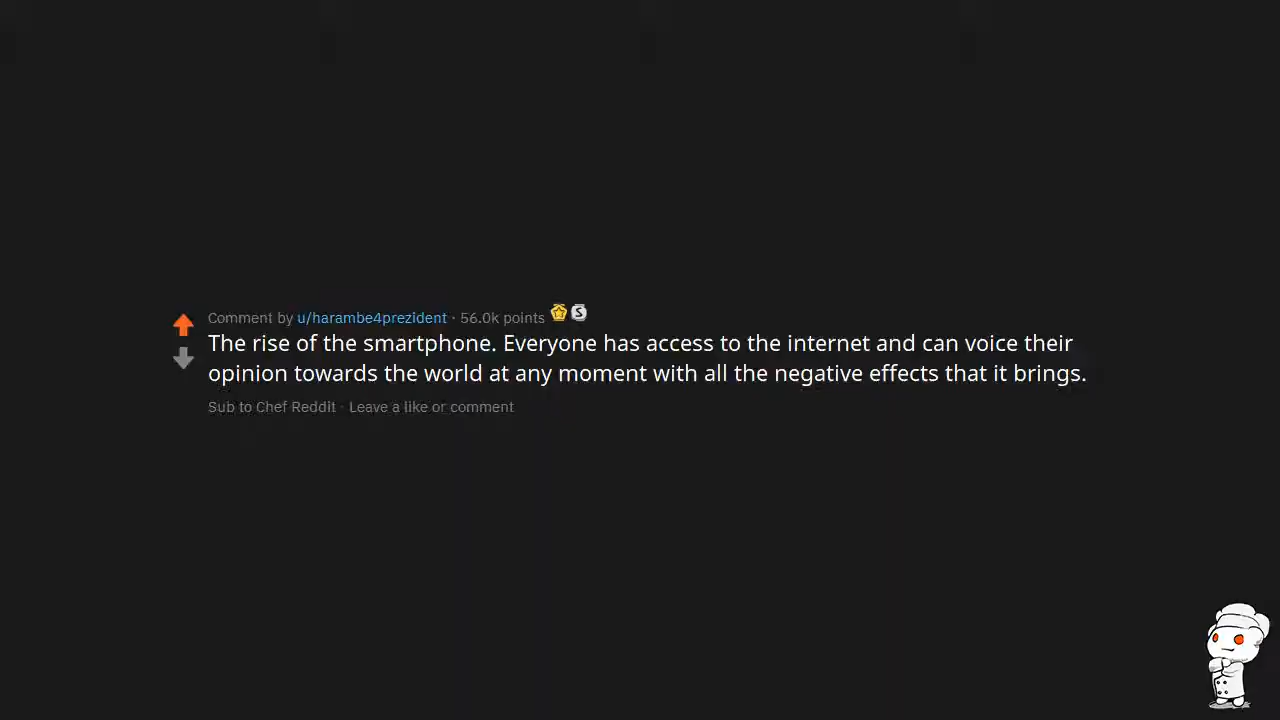 Comment by u/harambe4prezident · 56.0k points
The rise of the smartphone. Everyone has access to the internet and can voice their
opinion towards the world at any moment with all the negative effects that it brings.
Sub to Chef Reddit · Leave a like or comment